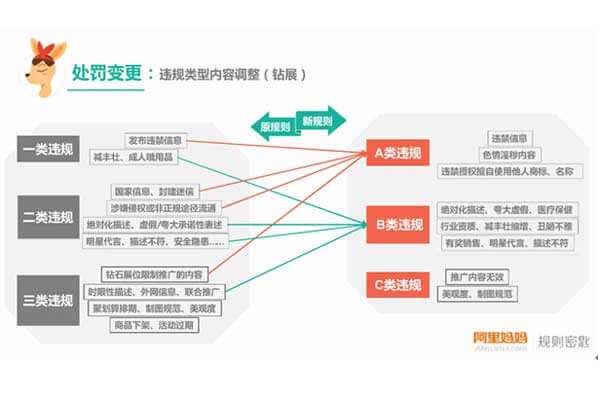 处罚变更：违规类型内容调整（钻展）
原规则
新规则
一类违规
发布违禁信息
减丰壮、成人哦用品
二类违规
国家信息、封建迷信
涉嫌侵权或非正规途径流通
绝对化描述、虚假/夸大承诺性表述
明星代言、描述不符、安全隐患……
三类违规
钻石展位限制推广的内容
时限性描述、外网信息、联合推广
聚划算排期、制图规范、美观度
商品下架、活动过期
A类违规
违禁信息
色情淫秽内容
违禁授权擅自使用他人商标、名称
B类违规
绝对化描述、夸大虚假、医疗保健
行业资质、减丰壮缩增、丑陋不雅
有奖销售、明星代言、描述不符
C类违规
推广内容无效
美观度、制图规范
阿里妈妈
Alimama.com
规则密匙